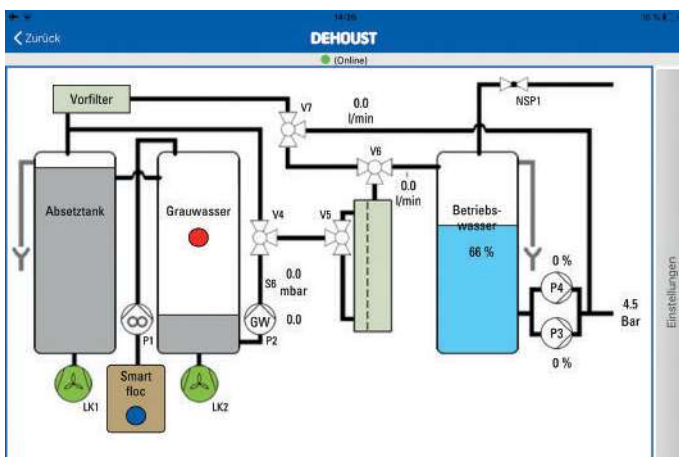 14:26
Zurück
DEHOUST
(Online)
Vorfilter
V7
0.0
l/min
NSP1
V6
0.0
l/min
Absetztank
Grauwasser
V4
V5
Betriebs-
wasser
66 %
S6
0.0
mbar
0 %
P4
4.5
Bar
P1
GW
0.0
P2
P3
0 %
Smart
floc
LK1
LK2
Einstellungen